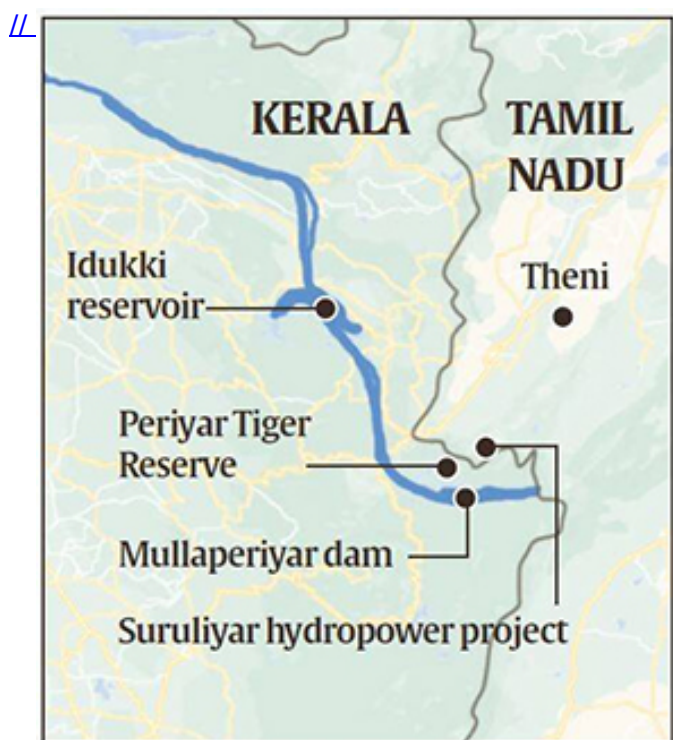 //
KERALA
TAMIL
NADU
Idukki
reservoir
Theni
Periyar Tiger
Reserve
Mullaperiyar dam
Suruliyar hydropower project